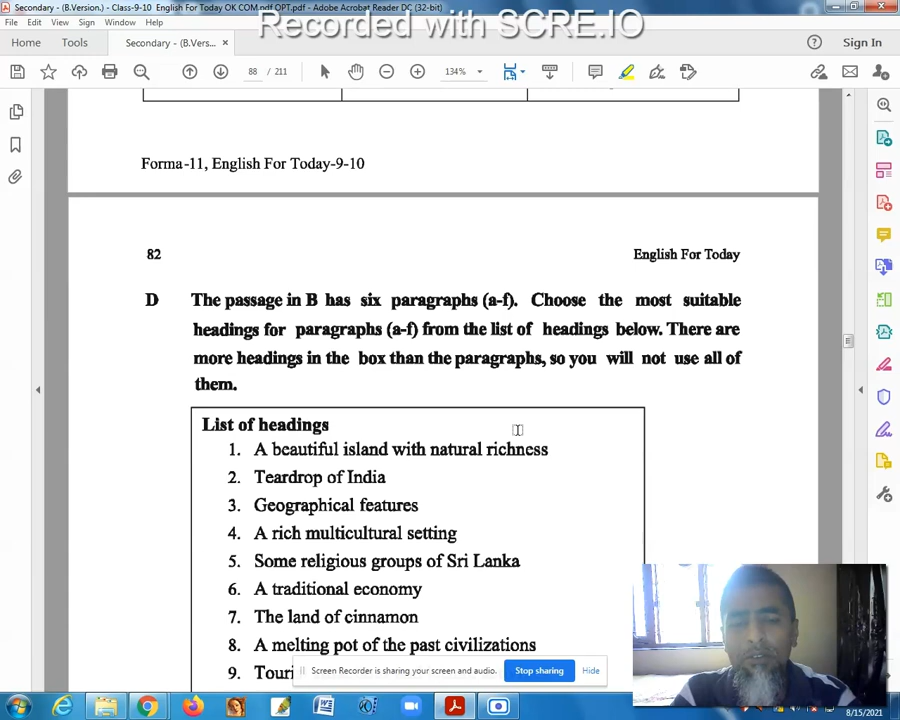 Secondary - (B.Version.) - Class-9-10 English For Today OK COM.pdf OPT.pdf - Adobe Acrobat Reader DC (32-bit)
File Edit View Sign Window Help
Recorded with SCRE.IO
Home Tools Secondary - (B.Vers... × Sign In
88 / 211 134%
Forma-11, English For Today-9-10
82 English For Today
D The passage in B has six paragraphs (a-f). Choose the most suitable
headings for paragraphs (a-f) from the list of headings below. There are
more headings in the box than the paragraphs, so you will not use all of
them.
List of headings
1. A beautiful island with natural richness
2. Teardrop of India
3. Geographical features
4. A rich multicultural setting
5. Some religious groups of Sri Lanka
6. A traditional economy
7. The land of cinnamon
8. A melting pot of the past civilizations
9.
Screen Recorder is sharing your screen and audio. Stop sharing Hide
8/15/2021